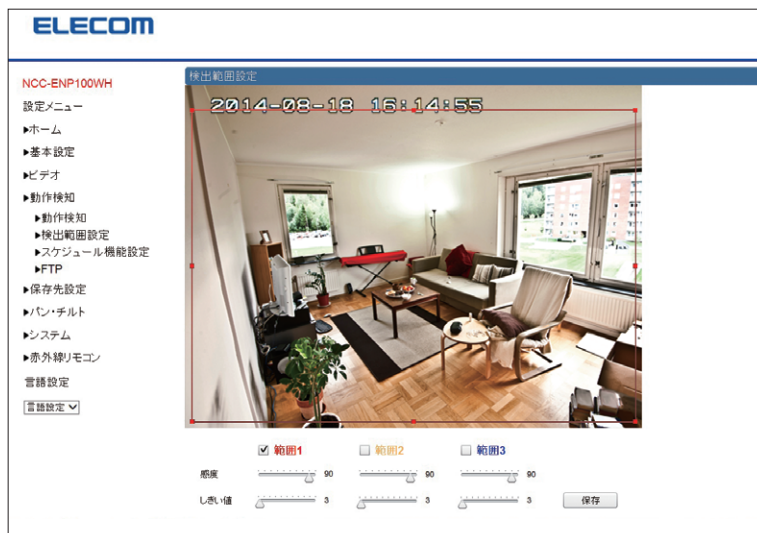 ELECOM
NCC-ENP100WH
設定メニュー
▶ホーム
▶基本設定
▶ビデオ
▶動作検知
▶動作検知
▶検出範囲設定
▶スケジュール機能設定
▶FTP
▶保存先設定
▶パン・チルト
▶システム
▶赤外線リモコン
言語設定
言語設定
検出範囲設定
2014-08-18 16:14:55
範囲1 範囲2 範囲3
感度 90 90 90
しきい値 3 3 3 保存